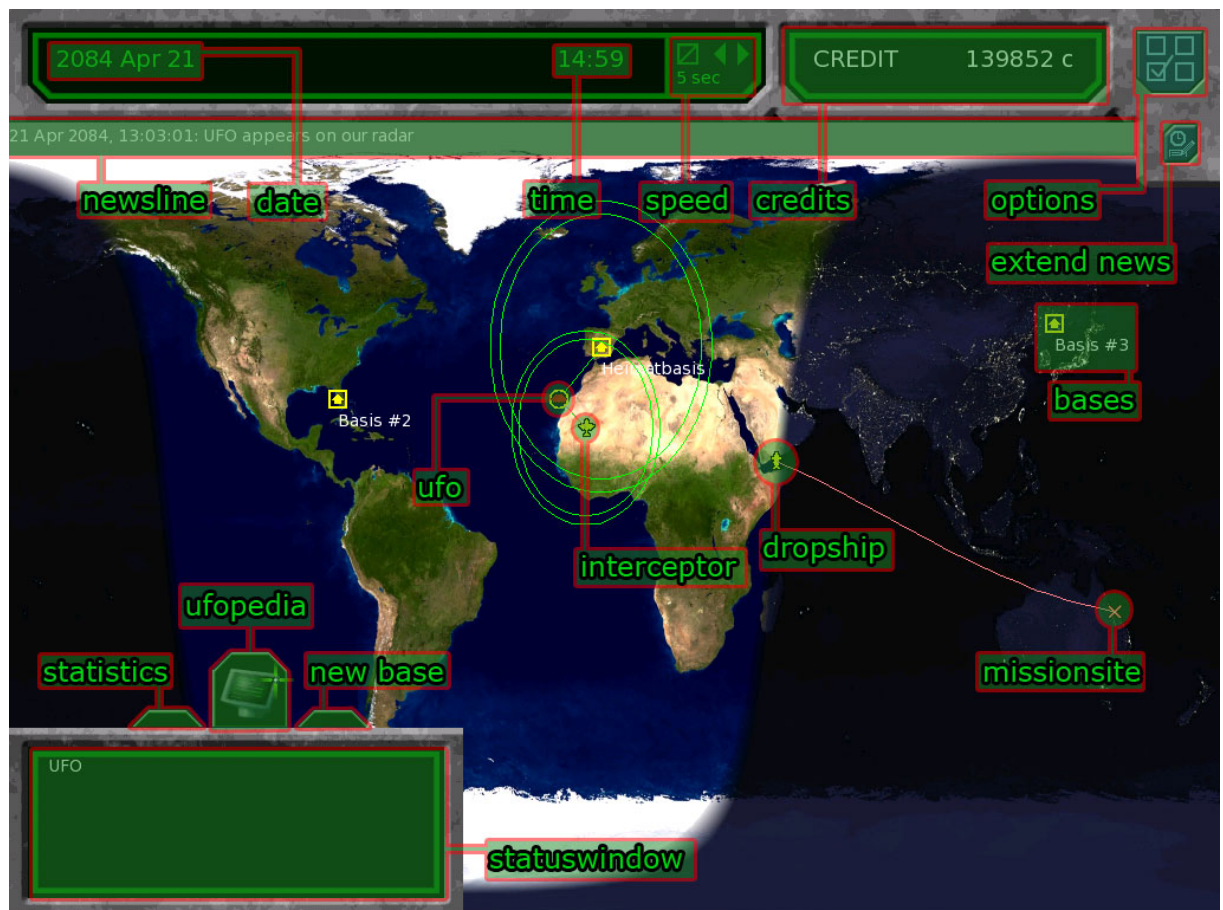 2084 Apr 21
14:59
5 sec
CREDIT 139852 c
21 Apr 2084, 13:03:01: UFO appears on our radar
newsline
date
time
speed
credits
options
extend news
Basis #3
Heimatbasis
bases
Basis #2
ufo
dropship
interceptor
ufopedia
statistics
new base
missionsite
UFO
statuswindow